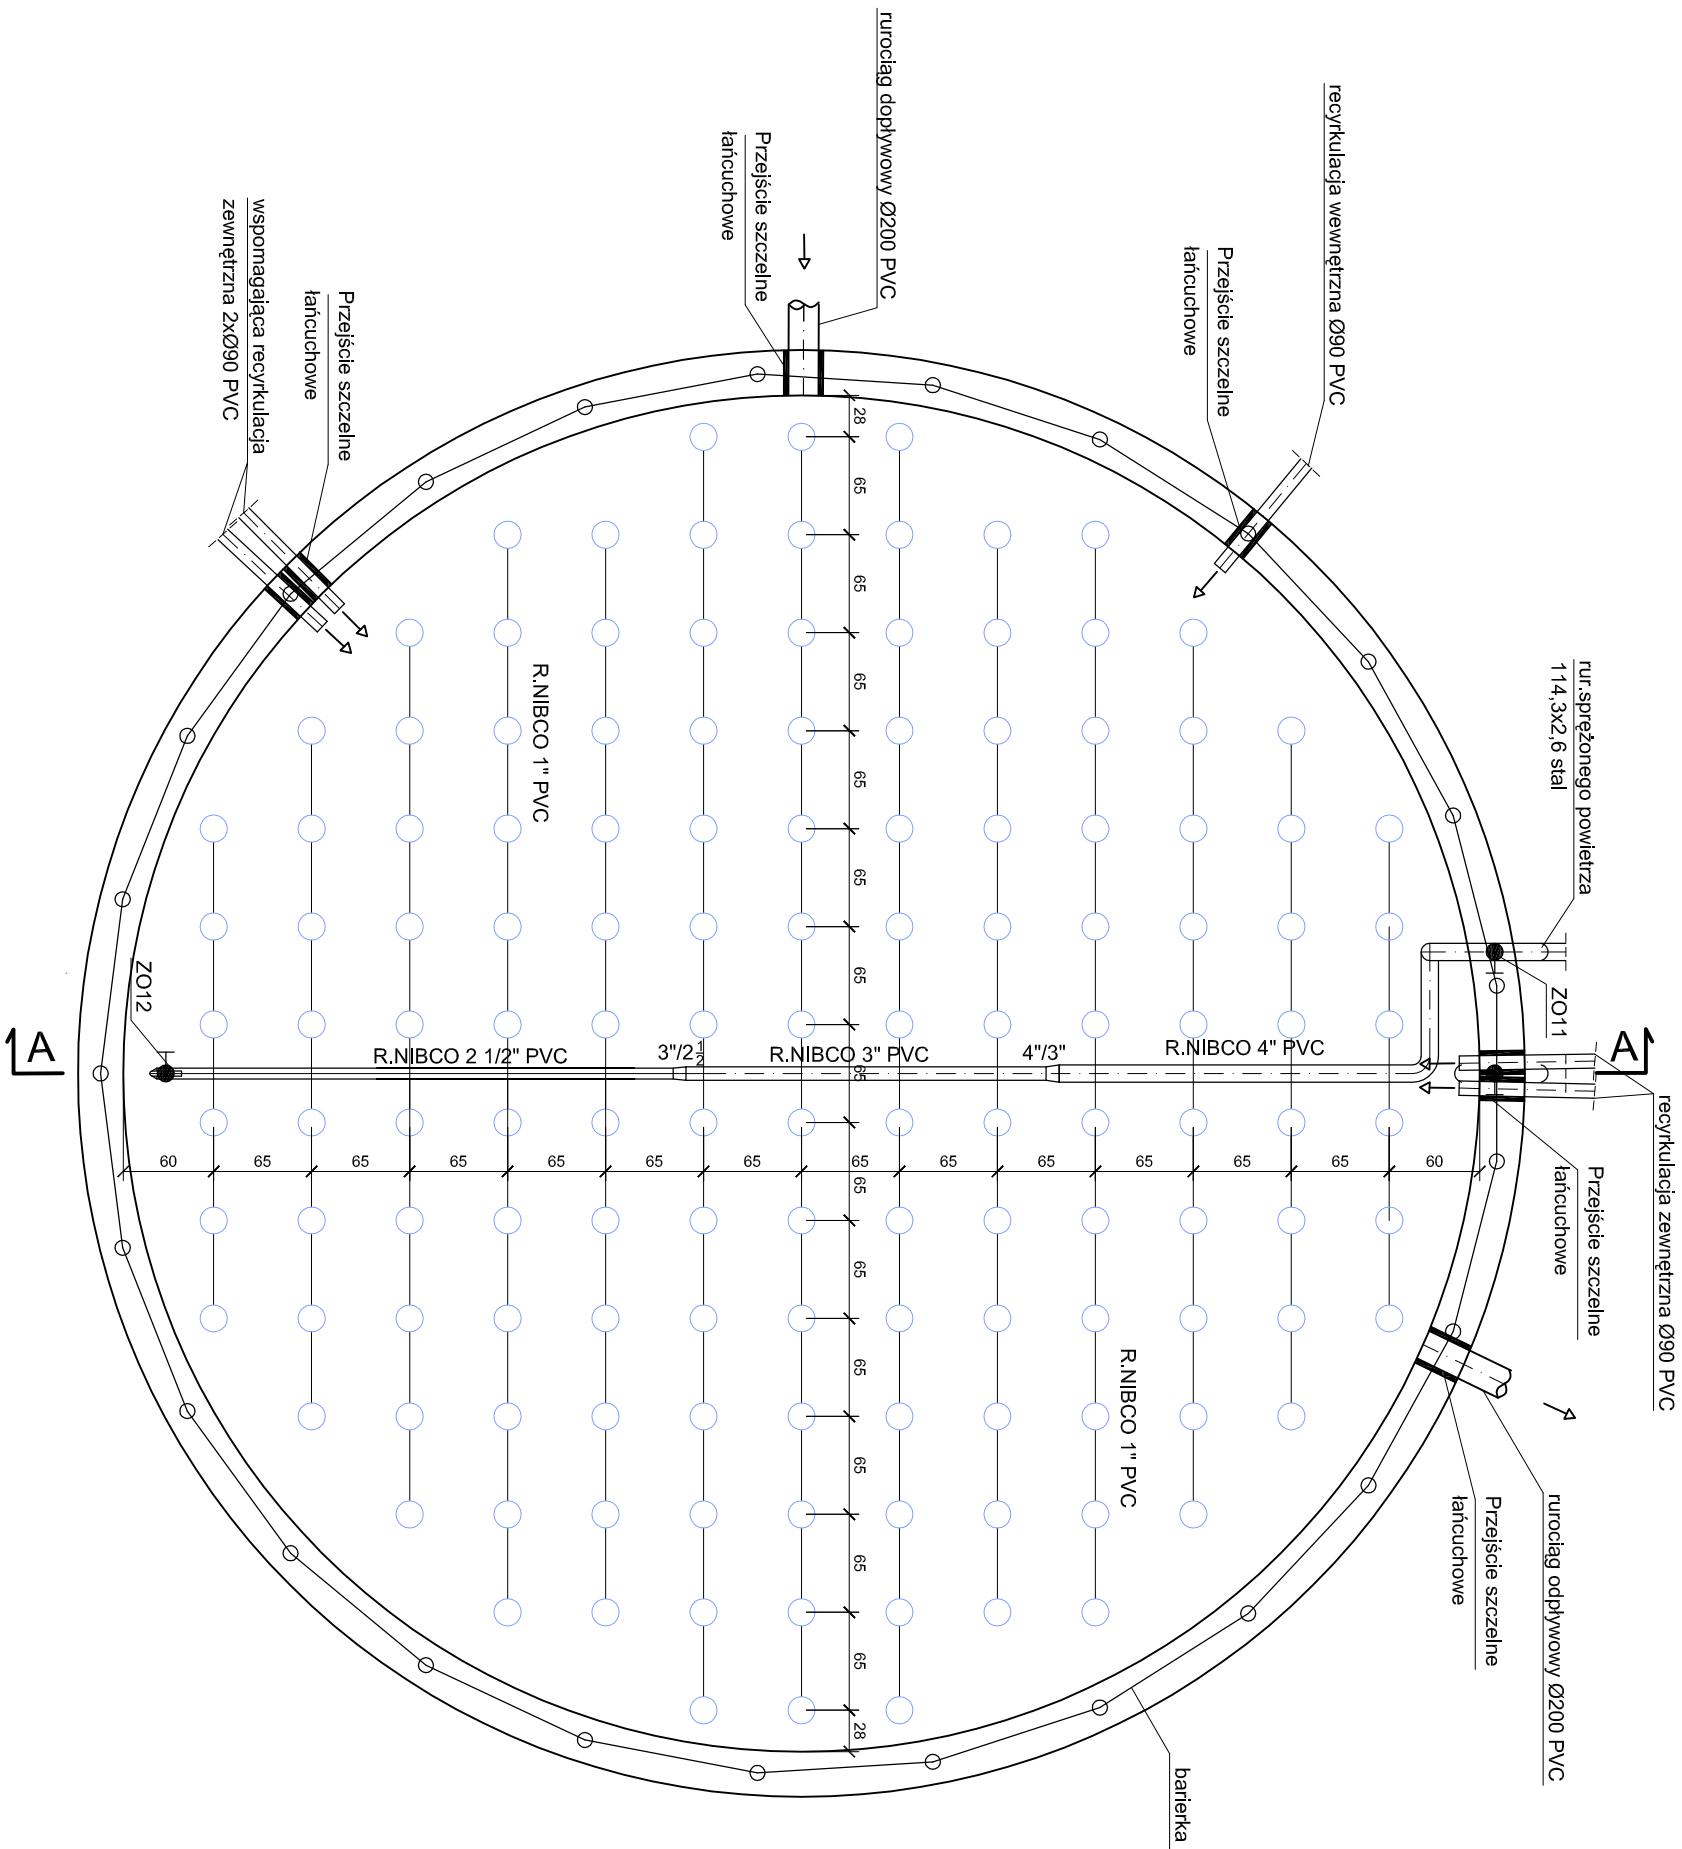 rurociąg dopływowy Ø200 PVC
recyrkulacja wewnętrzna Ø90 PVC
Przejście szczelne
łańcuchowe
Przejście szczelne
łańcuchowe
wspomagająca recyrkulacja
zewnętrzna 2xØ90 PVC
Przejście szczelne
łańcuchowe
rur.sprężonego powietrza
114,3x2,6 stal
28
65
65
65
65
65
65
65
65
65
65
65
65
65
28
R.NIBCO 1" PVC
ZO12
ZO11
A
A
R.NIBCO 2 1/2" PVC
3"/2 1/2
R.NIBCO 3" PVC
4"/3"
R.NIBCO 4" PVC
recyrkulacja zewnętrzna Ø90 PVC
Przejście szczelne
łańcuchowe
60
65
65
65
65
65
65
65
65
65
65
65
65
60
R.NIBCO 1" PVC
Przejście szczelne
łańcuchowe
rurociąg odpływowy Ø200 PVC
barierka